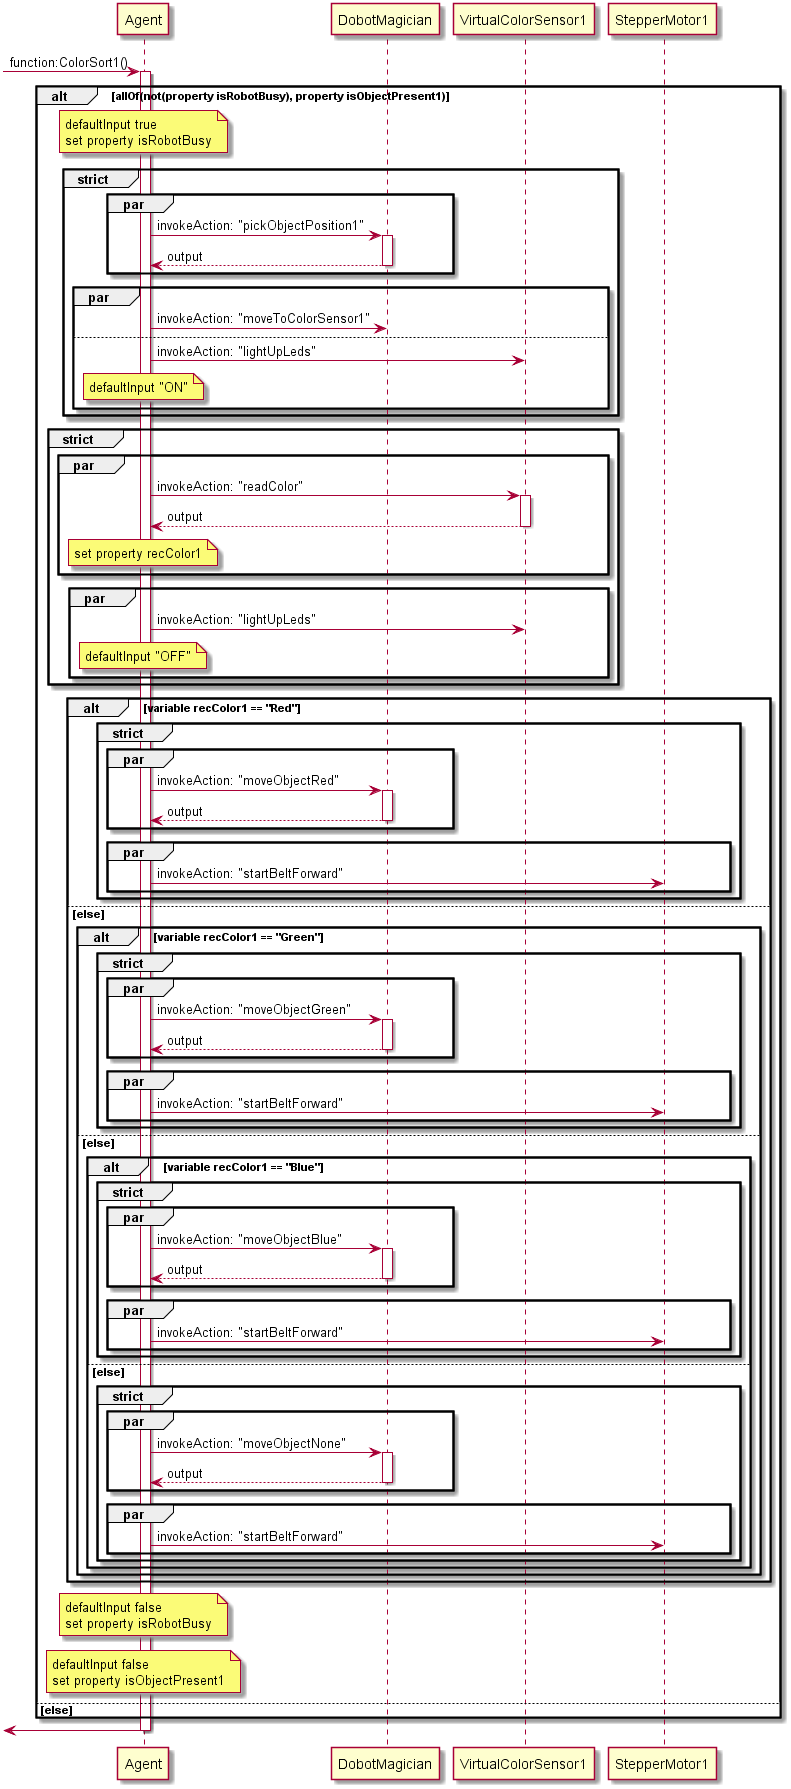 Agent
DobotMagician
VirtualColorSensor1
StepperMotor1
function:ColorSort1()
alt
[allOf(not(property isRobotBusy), property isObjectPresent1)]
defaultInput true
set property isRobotBusy
strict
par
invokeAction: "pickObjectPosition1"
output
par
invokeAction: "moveToColorSensor1"
invokeAction: "lightUpLeds"
defaultInput "ON"
strict
par
invokeAction: "readColor"
output
set property recColor1
par
invokeAction: "lightUpLeds"
defaultInput "OFF"
alt
[variable recColor1 == "Red"]
strict
par
invokeAction: "moveObjectRed"
output
par
invokeAction: "startBeltForward"
[else]
alt
[variable recColor1 == "Green"]
strict
par
invokeAction: "moveObjectGreen"
output
par
invokeAction: "startBeltForward"
[else]
alt
[variable recColor1 == "Blue"]
strict
par
invokeAction: "moveObjectBlue"
output
par
invokeAction: "startBeltForward"
[else]
strict
par
invokeAction: "moveObjectNone"
output
par
invokeAction: "startBeltForward"
defaultInput false
set property isRobotBusy
defaultInput false
set property isObjectPresent1
[else]
Agent
DobotMagician
VirtualColorSensor1
StepperMotor1